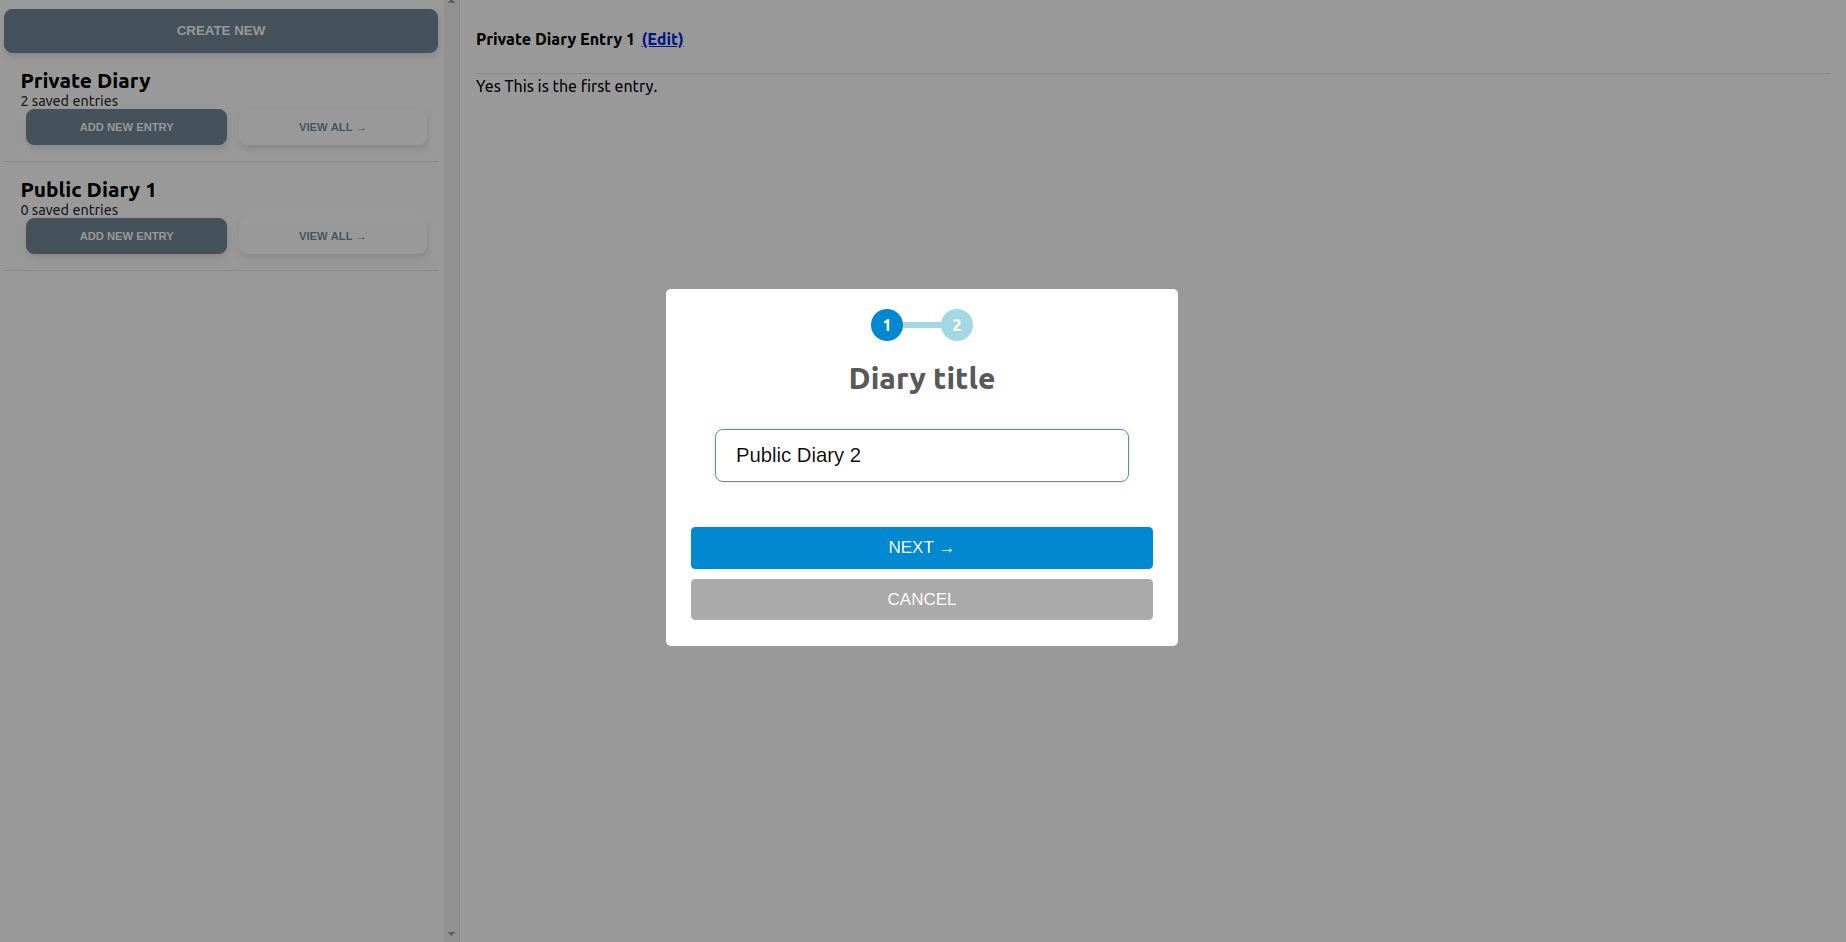 CREATE NEW
Private Diary
2 saved entries
ADD NEW ENTRY
VIEW ALL →
Public Diary 1
0 saved entries
ADD NEW ENTRY
VIEW ALL →
Private Diary Entry 1 (Edit)
Yes This is the first entry.
1 2
Diary title
Public Diary 2
NEXT →
CANCEL